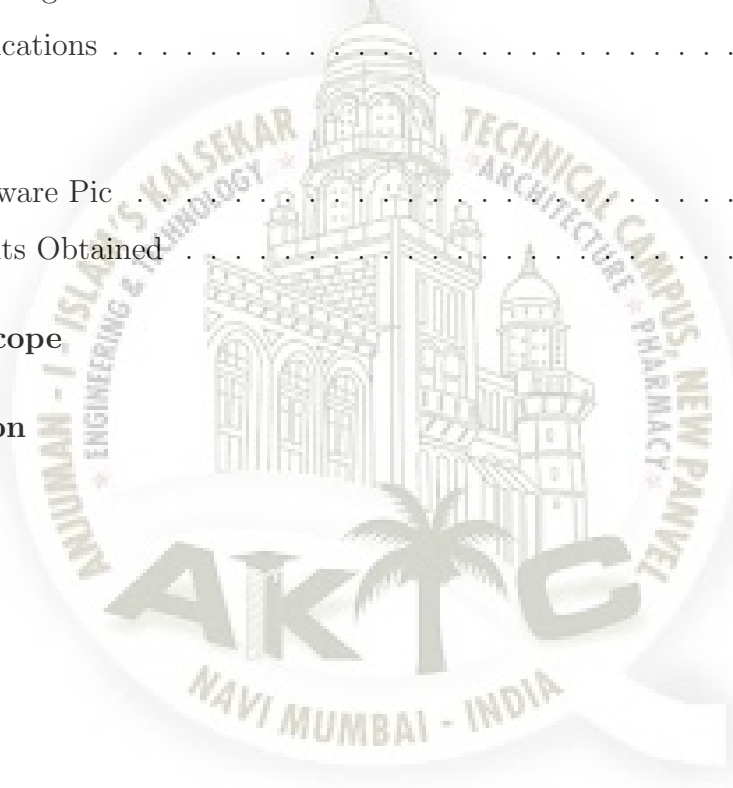 ications . . . . . . . . . . . . . . . . . . . . . . . . . .
ware Pic . . . . . . . . . . . . . . . . . . . . . . . . .
ts Obtained . . . . . . . . . . . . . . . . . . . . . . .
cope
on
ANJUMAN - I - ISLAM'S KALSEKAR TECHNICAL CAMPUS, NEW PANVEL
ENGINEERING & TECHNOLOGY * ARCHITECTURE * PHARMACY *
AKTC
NAVI MUMBAI - INDIA